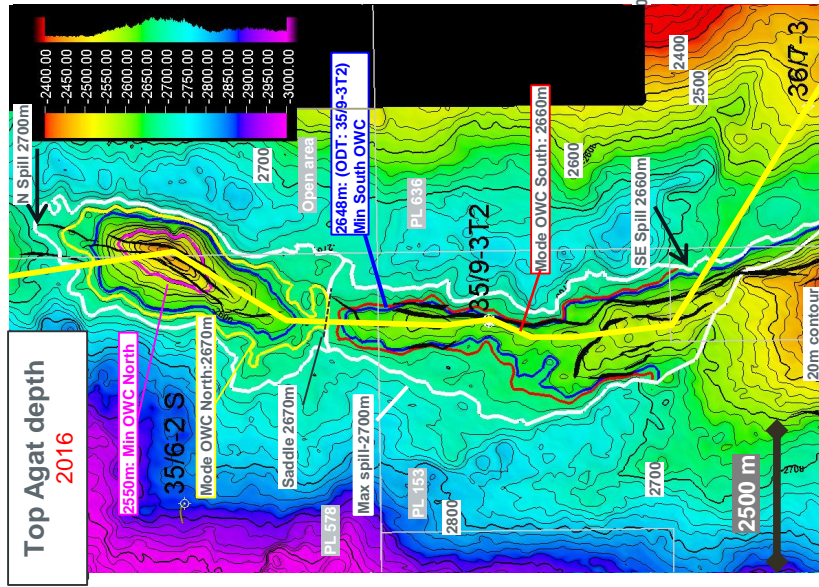 Top Agat depth
2016
-2400.00
-2450.00
-2500.00
-2550.00
-2600.00
-2650.00
-2700.00
-2750.00
-2800.00
-2850.00
-2900.00
-2950.00
-3000.00
N Spill 2700m
2700
Open area
2648m: (ODT: 35/9-3T2)
Min South OWC
PL 636
35/9-3T2
Mode OWC South: 2660m
2600
SE Spill 2660m
2400
2500
36/7-3
2550m: Min OWC North
35/6-2 S
Mode OWC North:2670m
Saddle 2670m
Max spill-2700m
PL 578
PL 153
2800
2700
2500 m
20m contour